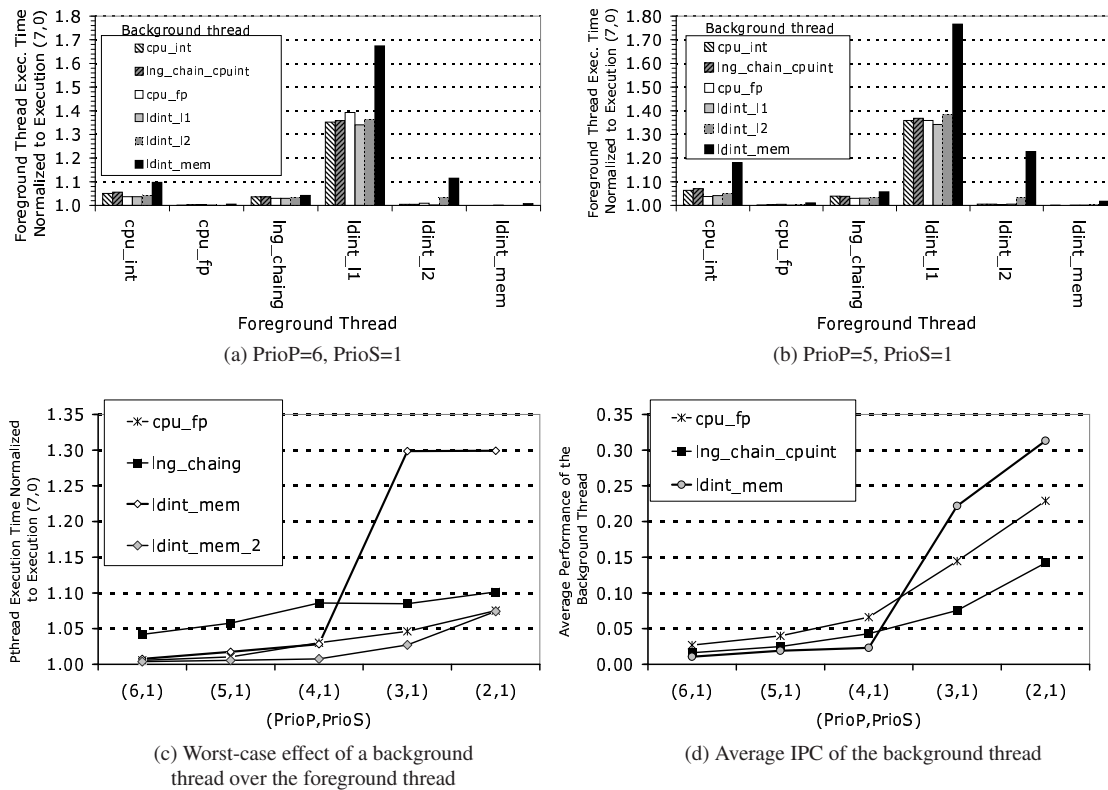 Foreground Thread Exec. Time
Normalized to Execution (7,0)
1.8
1.7
1.6
1.5
1.4
1.3
1.2
1.1
1.0
Background thread
cpu_int
lng_chain_cpuint
cpu_fp
ldint_l1
ldint_l2
ldint_mem
cpu_int
cpu_fp
lng_chaing
ldint_l1
ldint_l2
ldint_mem
Foreground Thread
(a) PrioP=6, PrioS=1
Foreground Thread Exec. Time
Normalized to Execution (7,0)
1.80
1.70
1.60
1.50
1.40
1.30
1.20
1.10
1.00
Background thread
cpu_int
lng_chain_cpuint
cpu_fp
ldint_l1
ldint_l2
ldint_mem
cpu_int
cpu_fp
lng_chaing
ldint_l1
ldint_l2
ldint_mem
Foreground Thread
(b) PrioP=5, PrioS=1
Pthread Execution Time Normalized
to Execution (7,0)
1.35
1.30
1.25
1.20
1.15
1.10
1.05
1.00
cpu_fp
lng_chaing
ldint_mem
ldint_mem_2
(6,1)
(5,1)
(4,1)
(3,1)
(2,1)
(PrioP,PrioS)
(c) Worst-case effect of a background
thread over the foreground thread
Average Performance of the
Background Thread
0.35
0.30
0.25
0.20
0.15
0.10
0.05
0.00
cpu_fp
lng_chain_cpuint
ldint_mem
(6,1)
(5,1)
(4,1)
(3,1)
(2,1)
(PrioP,PrioS)
(d) Average IPC of the background thread